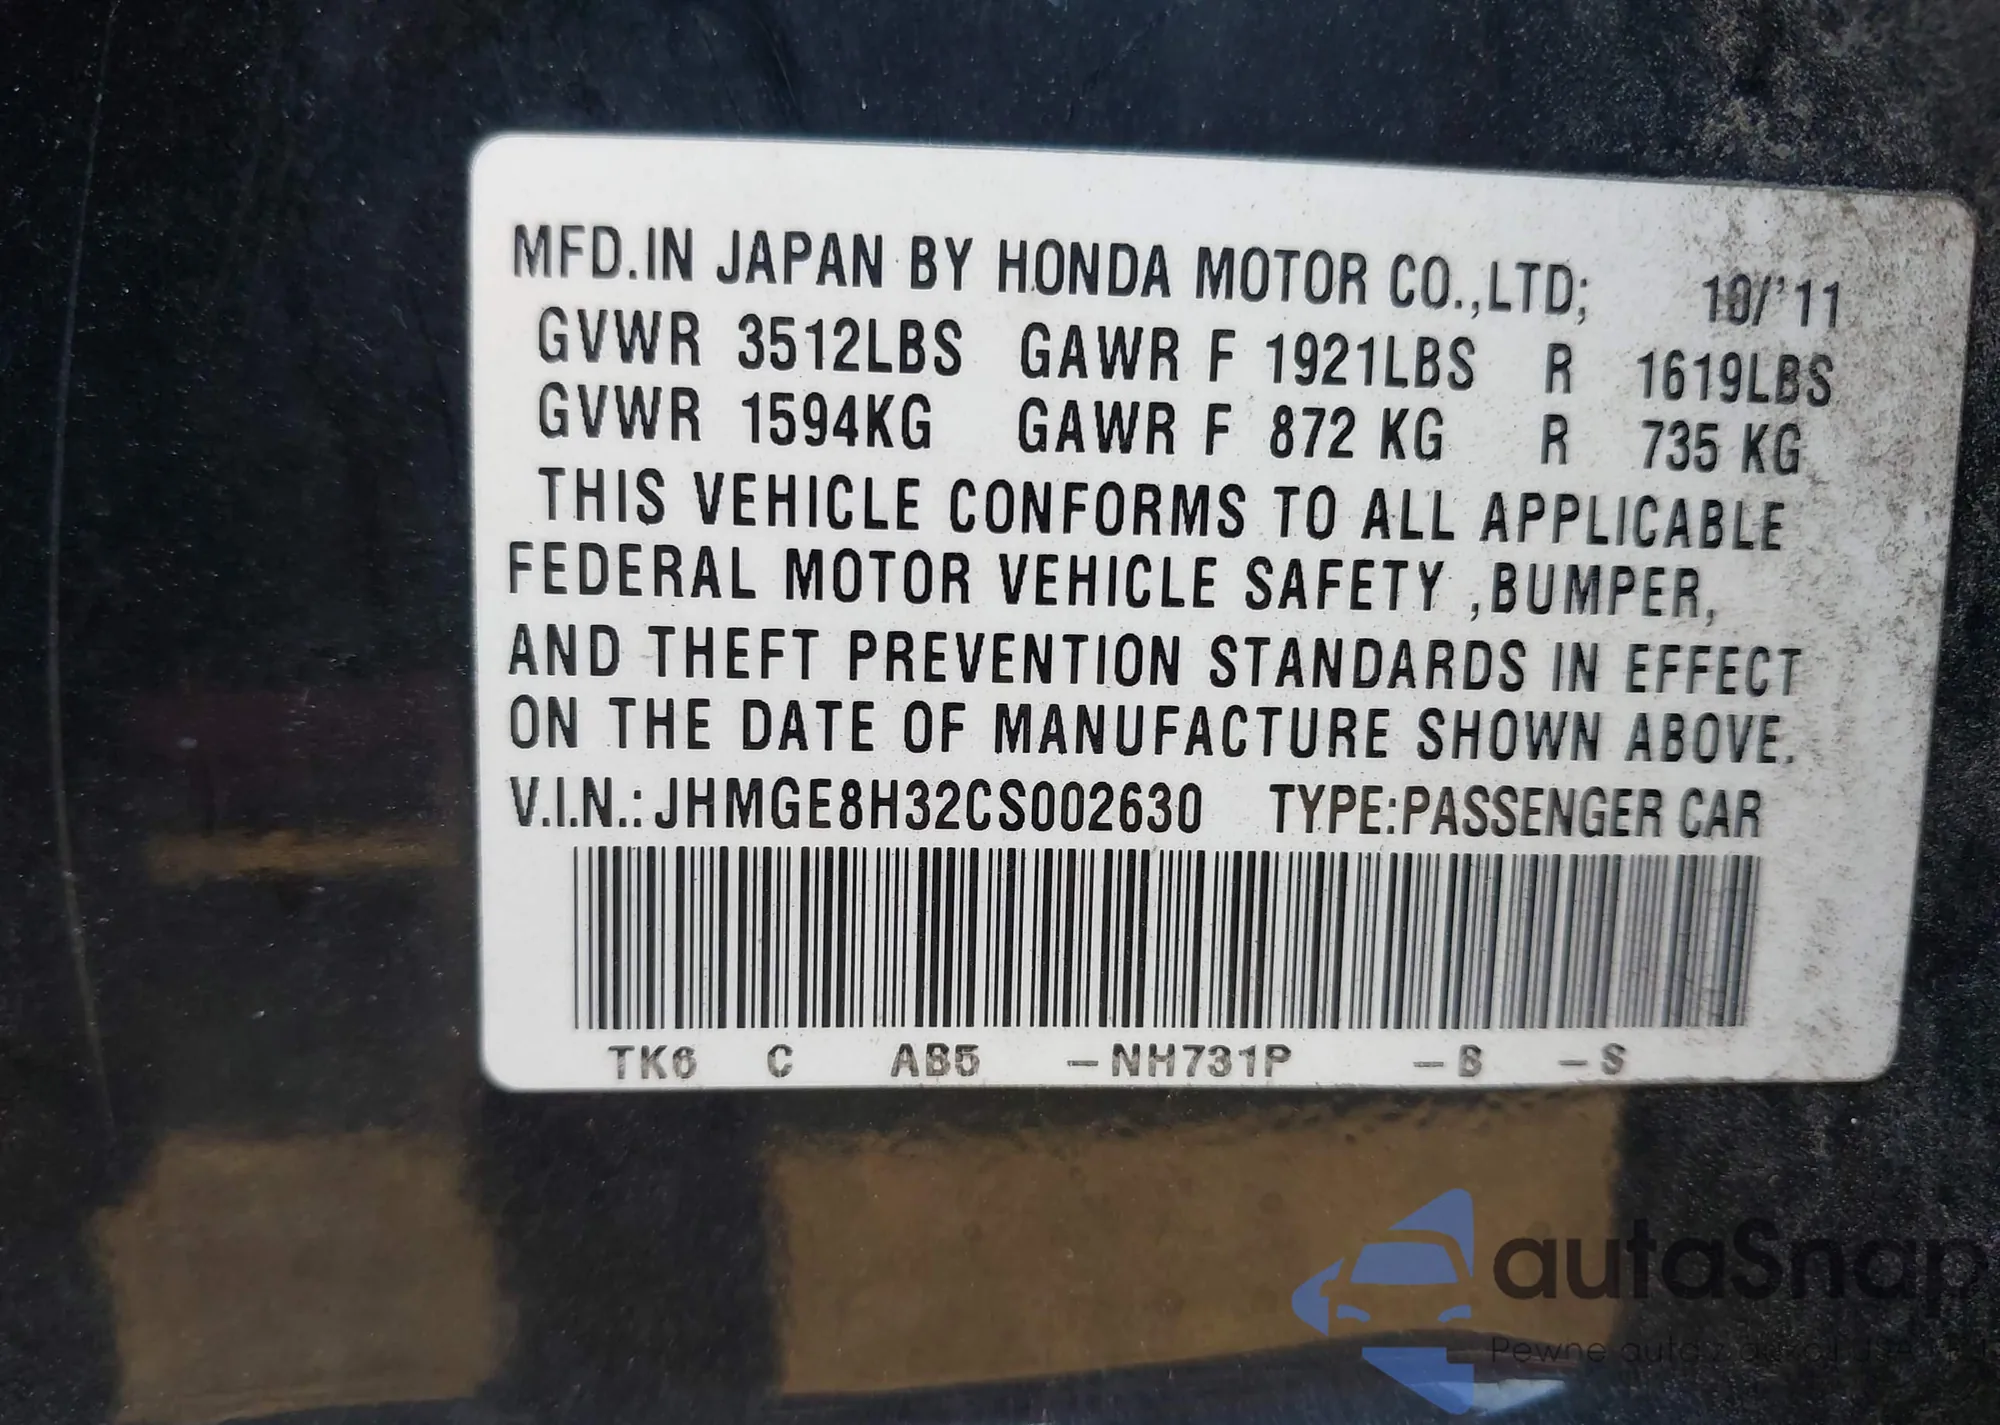 MFD.IN JAPAN BY HONDA MOTOR CO.,LTD; 10/'11
GVWR 3512LBS GAWR F 1921LBS R 1619LBS
GVWR 1594KG GAWR F 872 KG R 735 KG
THIS VEHICLE CONFORMS TO ALL APPLICABLE
FEDERAL MOTOR VEHICLE SAFETY ,BUMPER,
AND THEFT PREVENTION STANDARDS IN EFFECT
ON THE DATE OF MANUFACTURE SHOWN ABOVE.
V.I.N.: JHMGE8H32CS002630 TYPE:PASSENGER CAR
TK6 C AB5 -NH731P -B -S
autaSnap
Pewne auta z